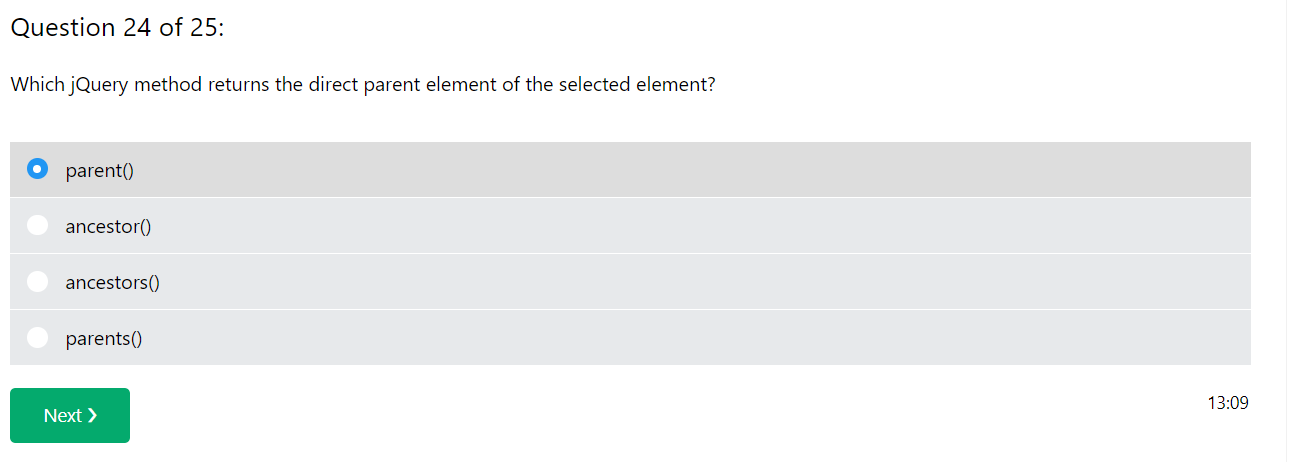 Question 24 of 25:
Which jQuery method returns the direct parent element of the selected element?
parent()
ancestor()
ancestors()
parents()
Next ❯
13:09